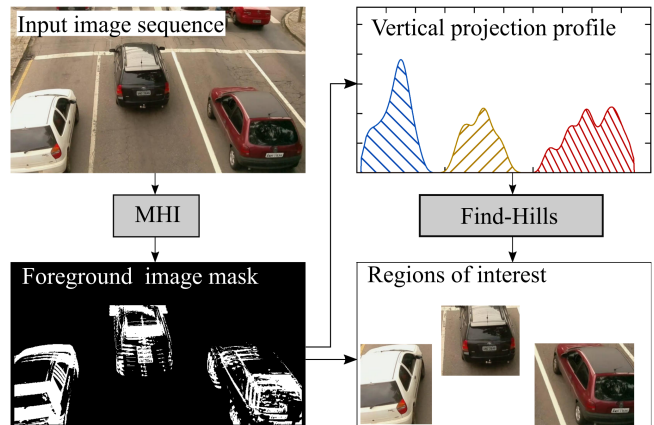 Input image sequence
Vertical projection profile
MHI
Find-Hills
Foreground image mask
Regions of interest